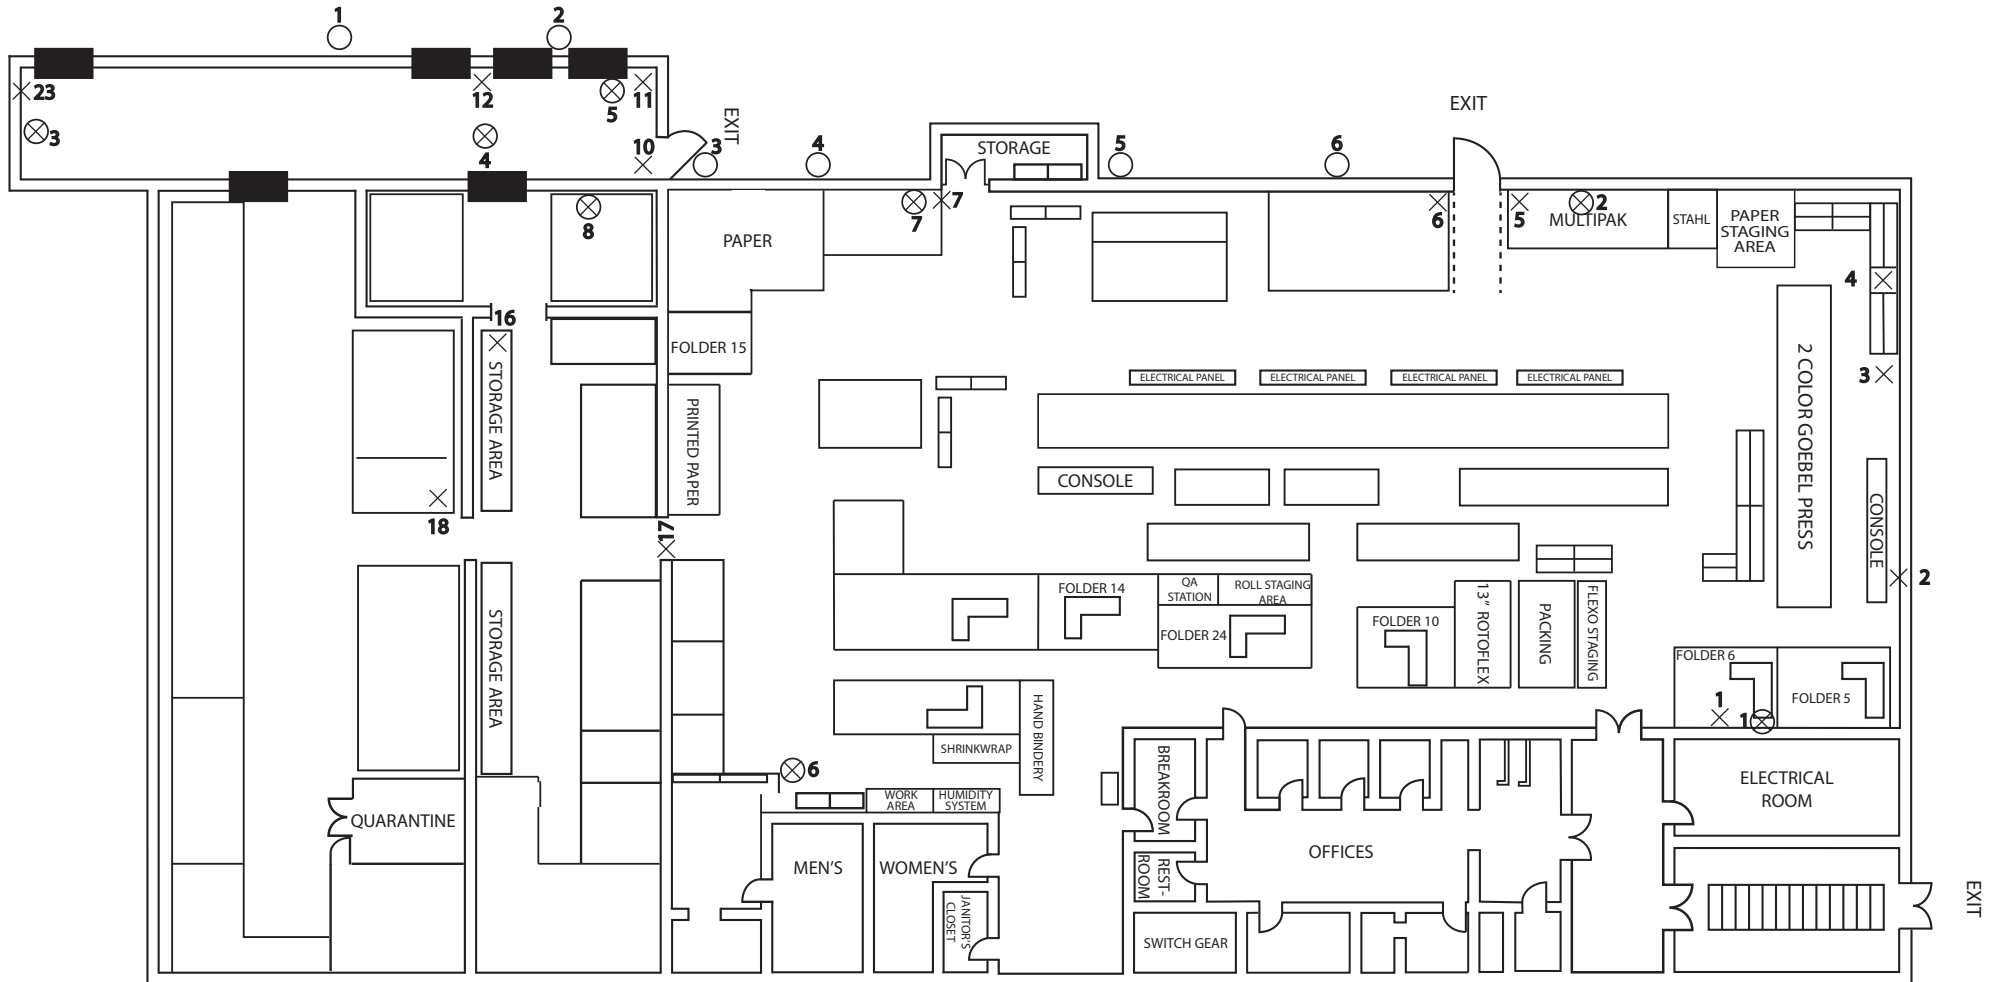 1
2
23
12
5
11
3
4
10
EXIT
3
4
STORAGE
5
6
EXIT
8
7
7
6
5
2
MULTIPAK
STAHL
PAPER
STAGING
AREA
PAPER
4
16
FOLDER 15
3
ELECTRICAL PANEL
ELECTRICAL PANEL
ELECTRICAL PANEL
ELECTRICAL PANEL
STORAGE AREA
PRINTED PAPER
2 COLOR GOEBEL PRESS
CONSOLE
CONSOLE
18
17
2
FOLDER 14
QA
STATION
ROLL STAGING
AREA
FOLDER 24
FOLDER 10
13” ROTOFLEX
PACKING
FLEXO STAGING
STORAGE AREA
FOLDER 6
FOLDER 5
1
1
HAND BINDERY
SHRINKWRAP
6
WORK
AREA
HUMIDITY
SYSTEM
BREAKROOM
ELECTRICAL
ROOM
QUARANTINE
MEN’S
WOMEN’S
OFFICES
REST-
ROOM
JANITOR’S
CLOSET
SWITCH GEAR
EXIT